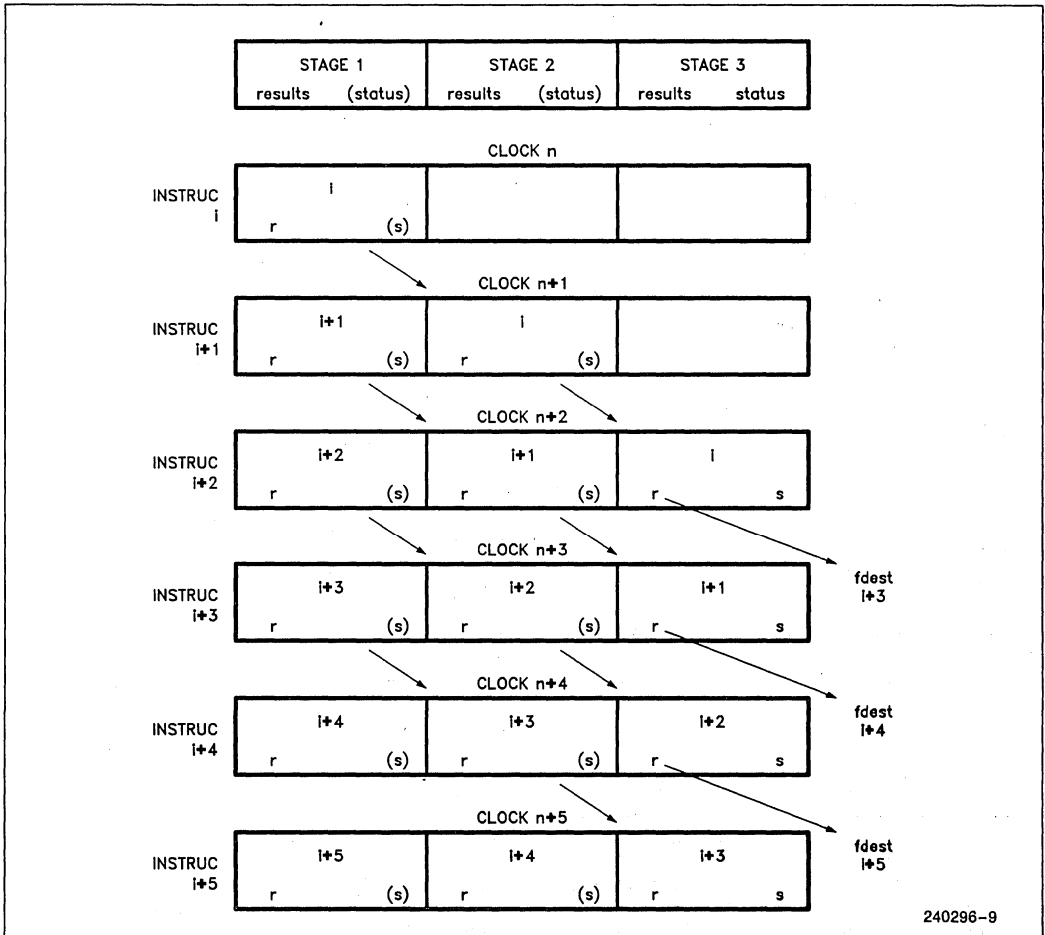 STAGE 1 STAGE 2 STAGE 3
results (status) results (status) results status
CLOCK n
INSTRUC i
i
r (s)
CLOCK n+1
INSTRUC i+1
i+1 i
r (s) r (s)
CLOCK n+2
INSTRUC i+2
i+2 i+1 i
r (s) r (s) r s
CLOCK n+3
fdest i+3
INSTRUC i+3
i+3 i+2 i+1
r (s) r (s) r s
CLOCK n+4
fdest i+4
INSTRUC i+4
i+4 i+3 i+2
r (s) r (s) r s
CLOCK n+5
fdest i+5
INSTRUC i+5
i+5 i+4 i+3
r (s) r (s) r s
240296-9